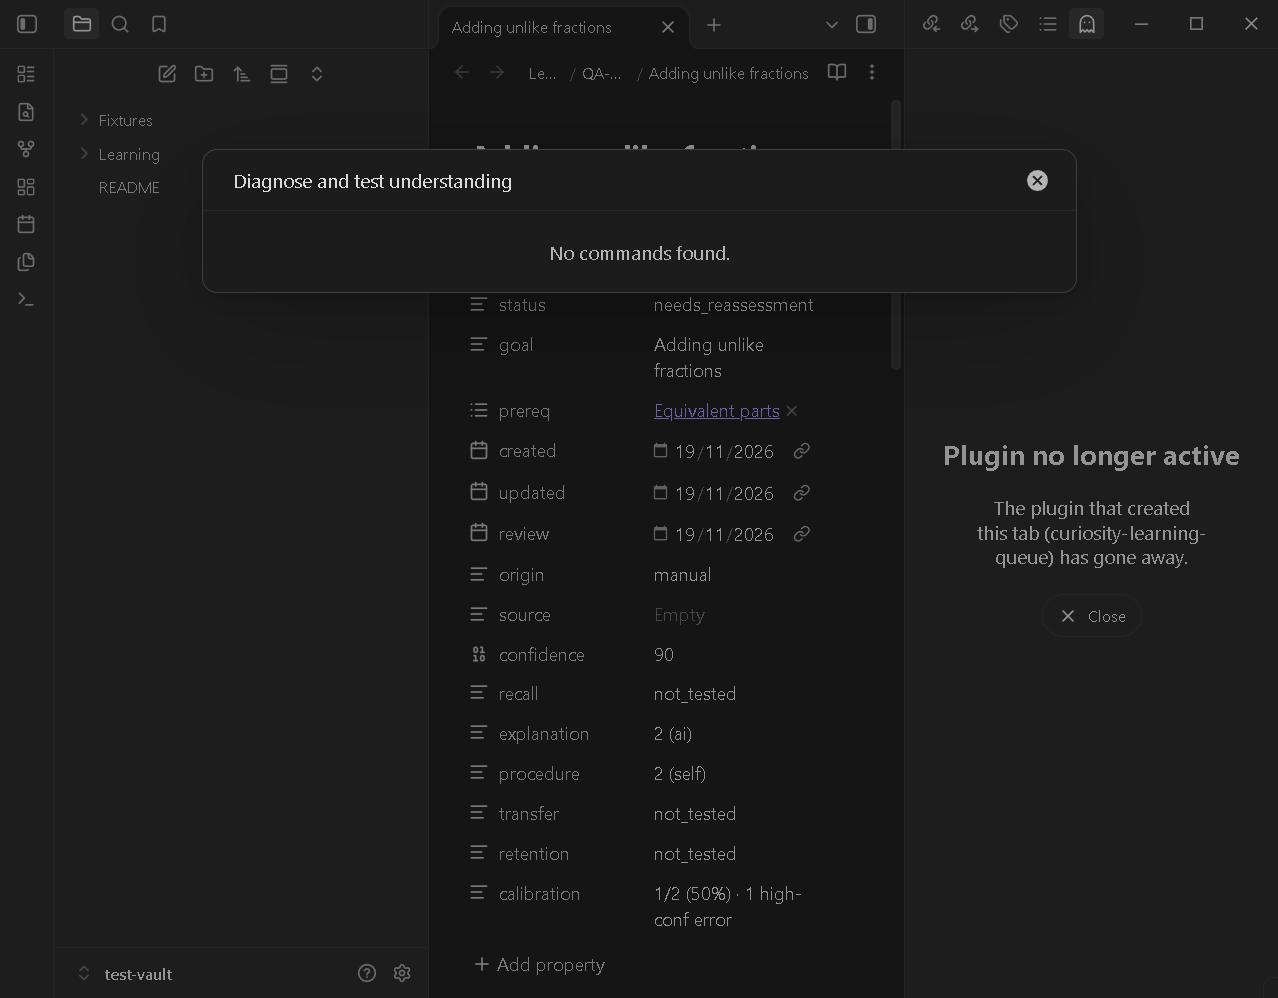 Adding unlike fractions
Le... / QA-... / Adding unlike fractions
Fixtures
Learning
README
Diagnose and test understanding
No commands found.
status needs_reassessment
goal Adding unlike
fractions
prereq Equivalent parts
created 19/11/2026
updated 19/11/2026
review 19/11/2026
origin manual
source Empty
confidence 90
recall not_tested
explanation 2 (ai)
procedure 2 (self)
transfer not_tested
retention not_tested
calibration 1/2 (50%) · 1 high-
conf error
Add property
Plugin no longer active
The plugin that created
this tab (curiosity-learning-
queue) has gone away.
Close
test-vault